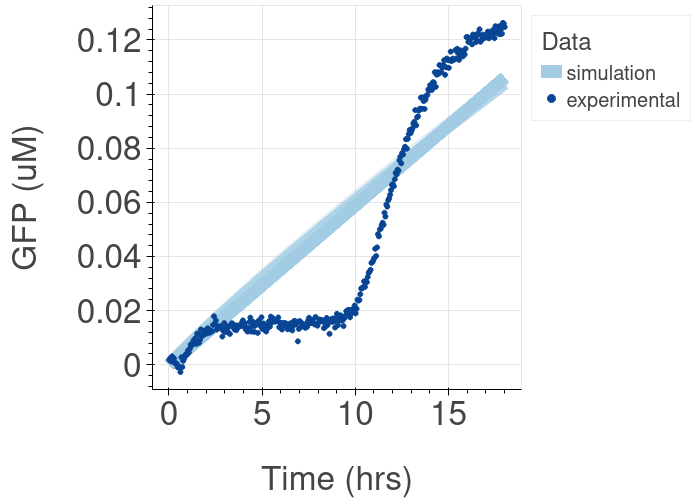 GFP (uM)
0.12
0.1
0.08
0.06
0.04
0.02
0
0
5
10
15
Time (hrs)
Data
simulation
experimental